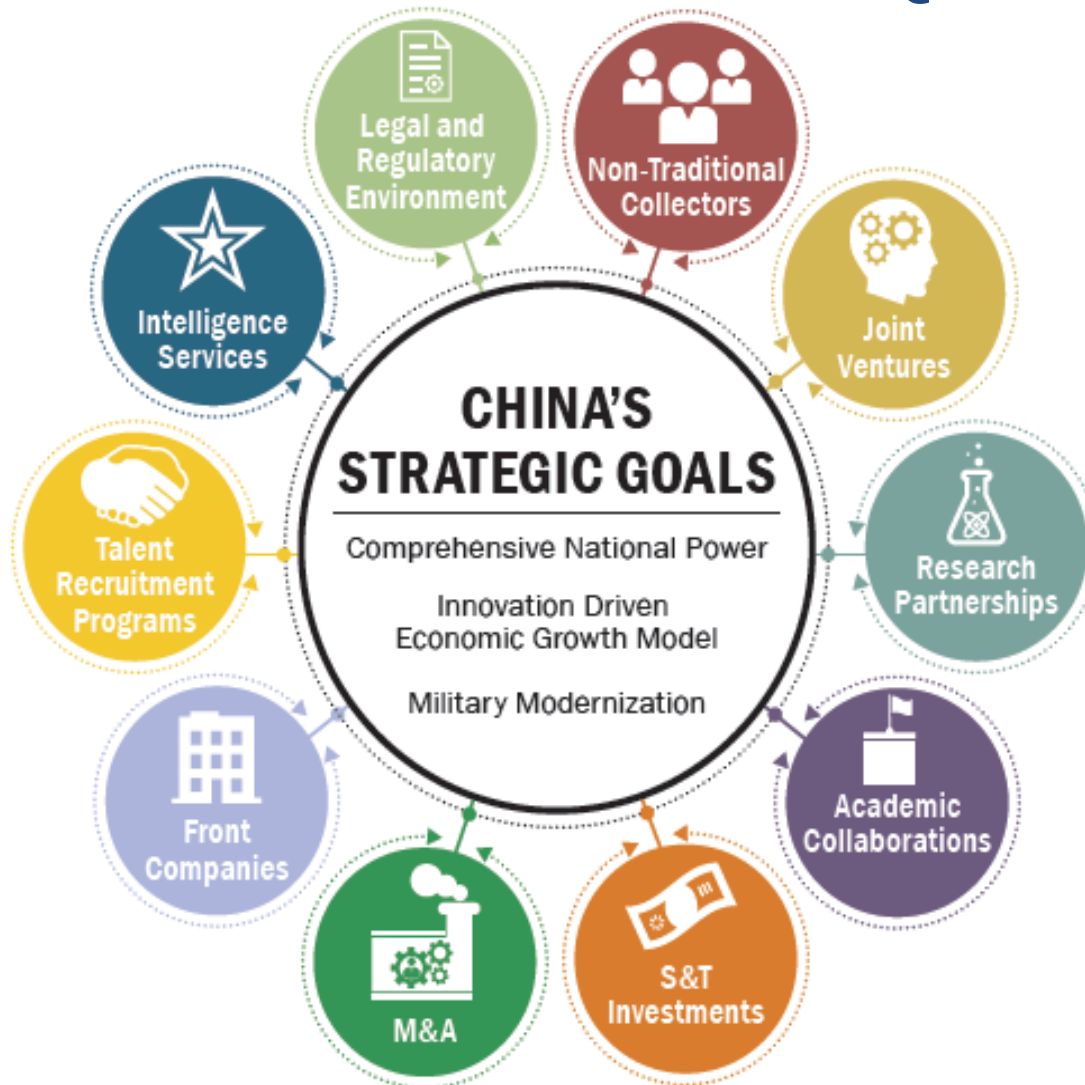 CHINA'S
STRATEGIC GOALS
Comprehensive National Power
Innovation Driven
Economic Growth Model
Military Modernization
Legal and
Regulatory
Environment
Non-Traditional
Collectors
Joint
Ventures
Research
Partnerships
Academic
Collaborations
S&T
Investments
M&A
Front
Companies
Talent
Recruitment
Programs
Intelligence
Services